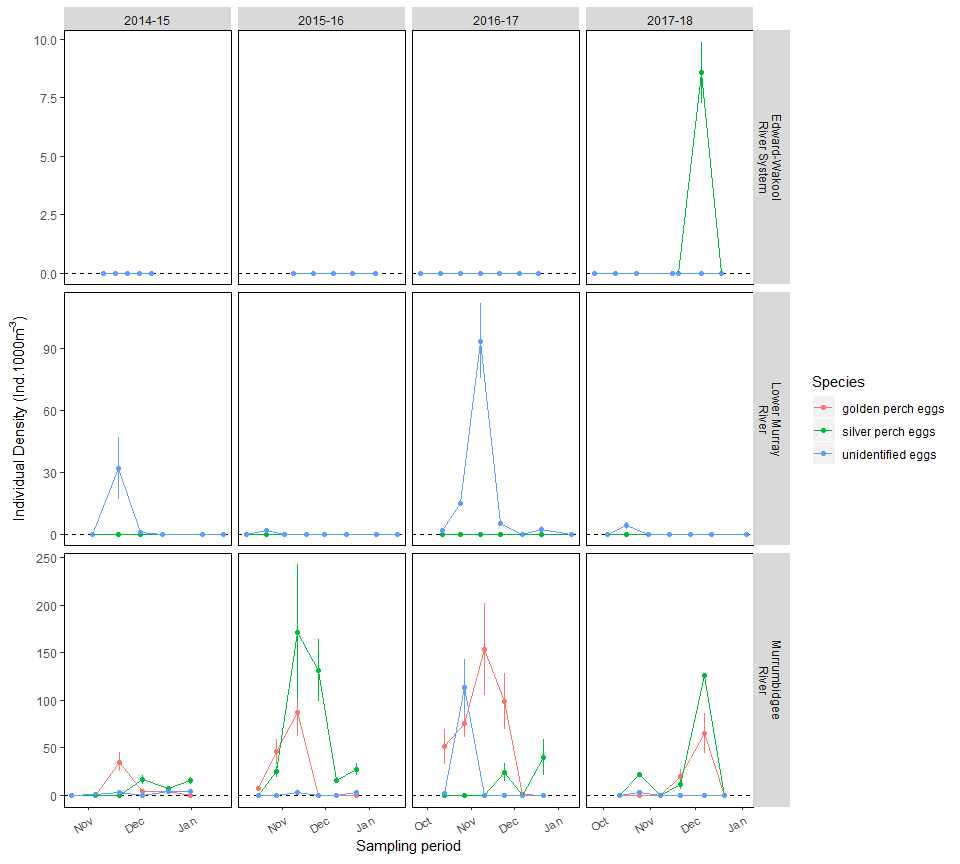 2014-15 2015-16 2016-17 2017-18
10.0
7.5
5.0
2.5
0.0
Edward-Wakool
River System
90
60
30
0
Lower Murray
River
250
200
150
100
50
0
Murrumbidgee
River
Individual Density (Ind.1000m⁻³)
Nov Dec Jan Nov Dec Jan Oct Nov Dec Jan Oct Nov Dec Jan
Sampling period
Species
golden perch eggs
silver perch eggs
unidentified eggs